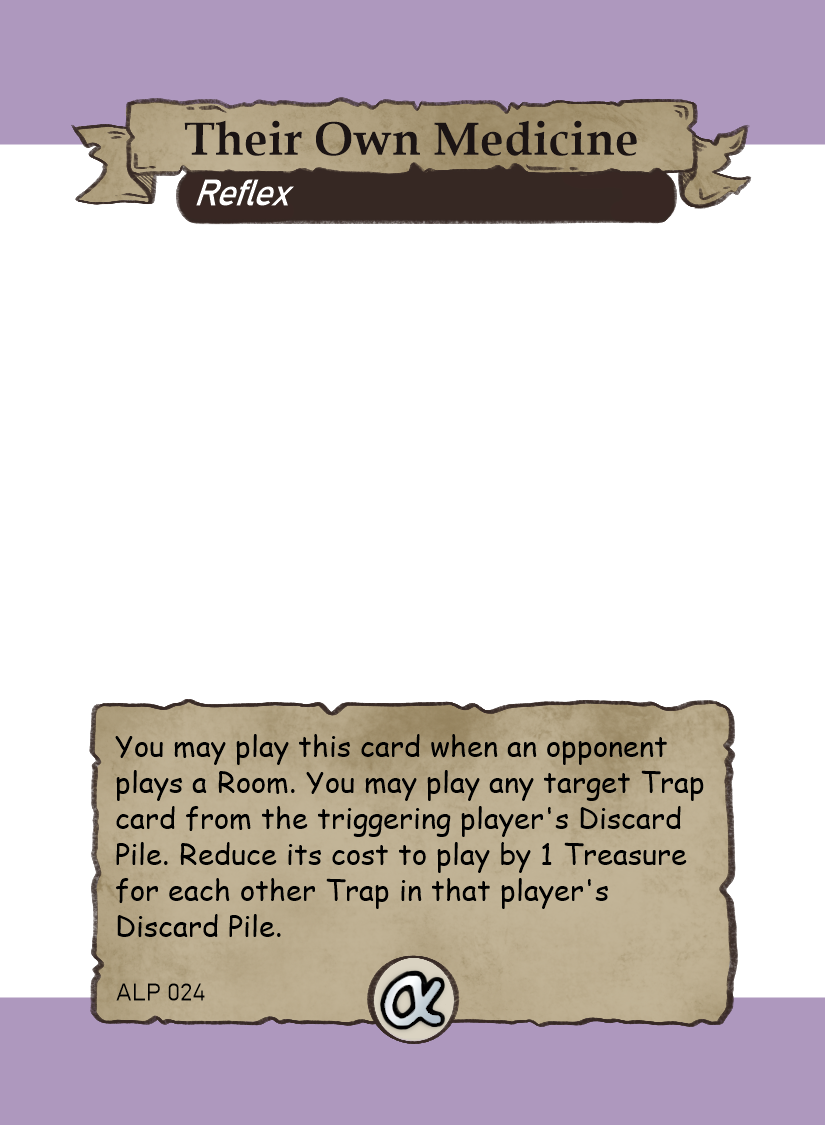 Their Own Medicine
Reflex
You may play this card when an opponent
plays a Room. You may play any target Trap
card from the triggering player's Discard
Pile. Reduce its cost to play by 1 Treasure
for each other Trap in that player's
Discard Pile.
ALP 024
α